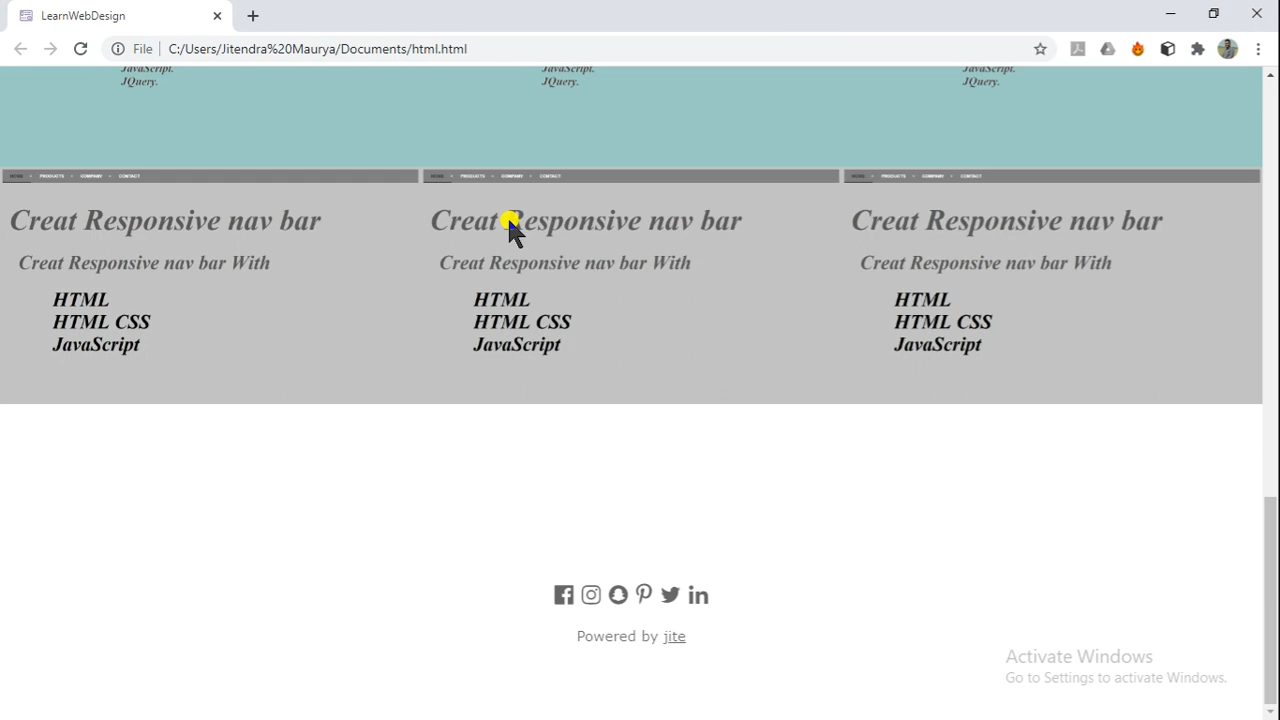 LearnWebDesign
File
C:/Users/Jitendra%20Maurya/Documents/html.html
JavaScript.
JavaScript.
JavaScript.
JQuery.
JQuery.
JQuery.
HOME PRODUCTS COMPANY CONTACT
HOME PRODUCTS COMPANY CONTACT
HOME PRODUCTS COMPANY CONTACT
Creat Responsive nav bar
Creat Responsive nav bar With
HTML
HTML CSS
JavaScript
Creat Responsive nav bar
Creat Responsive nav bar With
HTML
HTML CSS
JavaScript
Creat Responsive nav bar
Creat Responsive nav bar With
HTML
HTML CSS
JavaScript
Powered by jite
Activate Windows
Go to Settings to activate Windows.